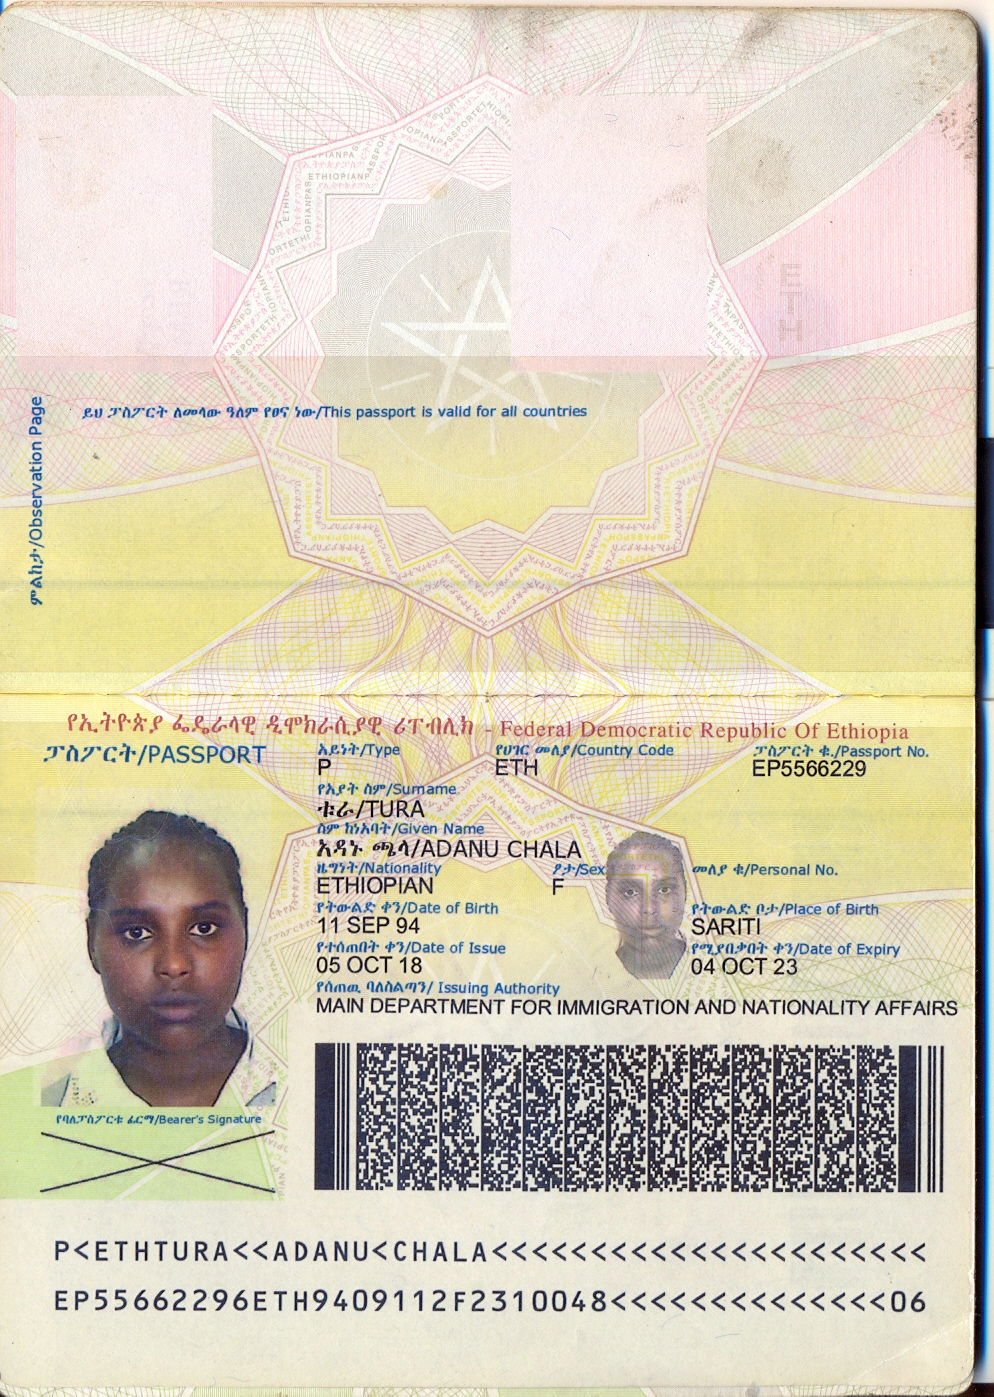 ይህ ፓስፖርት ለመላው ዓለም የፀና ነው/This passport is valid for all countries
ምልከታ/Observation Page
የኢትዮጵያ ፌዴራላዊ ዲሞክራሲያዊ ሪፐብሊክ - Federal Democratic Republic Of Ethiopia
ፓስፖርት/PASSPORT
አይነት/Type
P
የሀገር መለያ/Country Code
ETH
ፓስፖርት ቁ./Passport No.
EP5566229
የአያት ስም/Surname
ቱራ/TURA
ስም ከነአባት/Given Name
አዳኑ ጫላ/ADANU CHALA
ዜግነት/Nationality
ETHIOPIAN
ፆታ/Sex
F
መለያ ቁ/Personal No.
የትውልድ ቀን/Date of Birth
11 SEP 94
የትውልድ ቦታ/Place of Birth
SARITI
የተሰጠበት ቀን/Date of Issue
05 OCT 18
የሚያበቃበት ቀን/Date of Expiry
04 OCT 23
የሰጠዉ ባለስልጣን/ Issuing Authority
MAIN DEPARTMENT FOR IMMIGRATION AND NATIONALITY AFFAIRS
የባለፓስፖርቱ ፊርማ/Bearer's Signature
P<ETHTURA<<ADANU<CHALA<<<<<<<<<<<<<<<<<<<<<<
EP55662296ETH9409112F2310048<<<<<<<<<<<<<<06
ETH